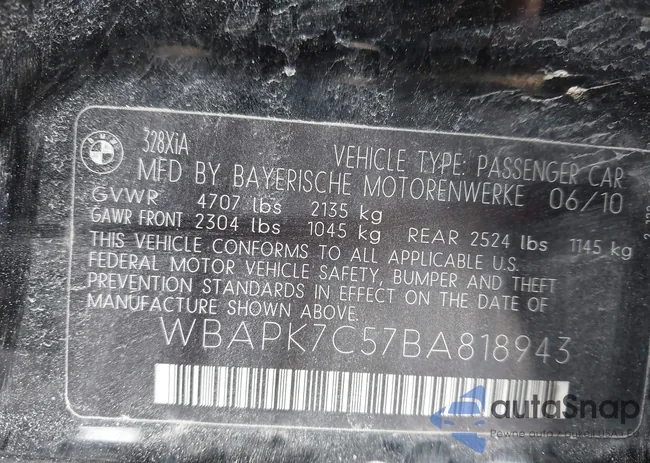 328XiA
VEHICLE TYPE: PASSENGER CAR
MFD BY BAYERISCHE MOTORENWERKE 06/10
GVWR 4707 lbs 2135 kg
GAWR FRONT 2304 lbs 1045 kg REAR 2524 lbs 1145 kg
THIS VEHICLE CONFORMS TO ALL APPLICABLE U.S.
FEDERAL MOTOR VEHICLE SAFETY, BUMPER AND THEFT
PREVENTION STANDARDS IN EFFECT ON THE DATE OF
MANUFACTURE SHOWN ABOVE.
WBAPK7C57BA818943
autoSnap